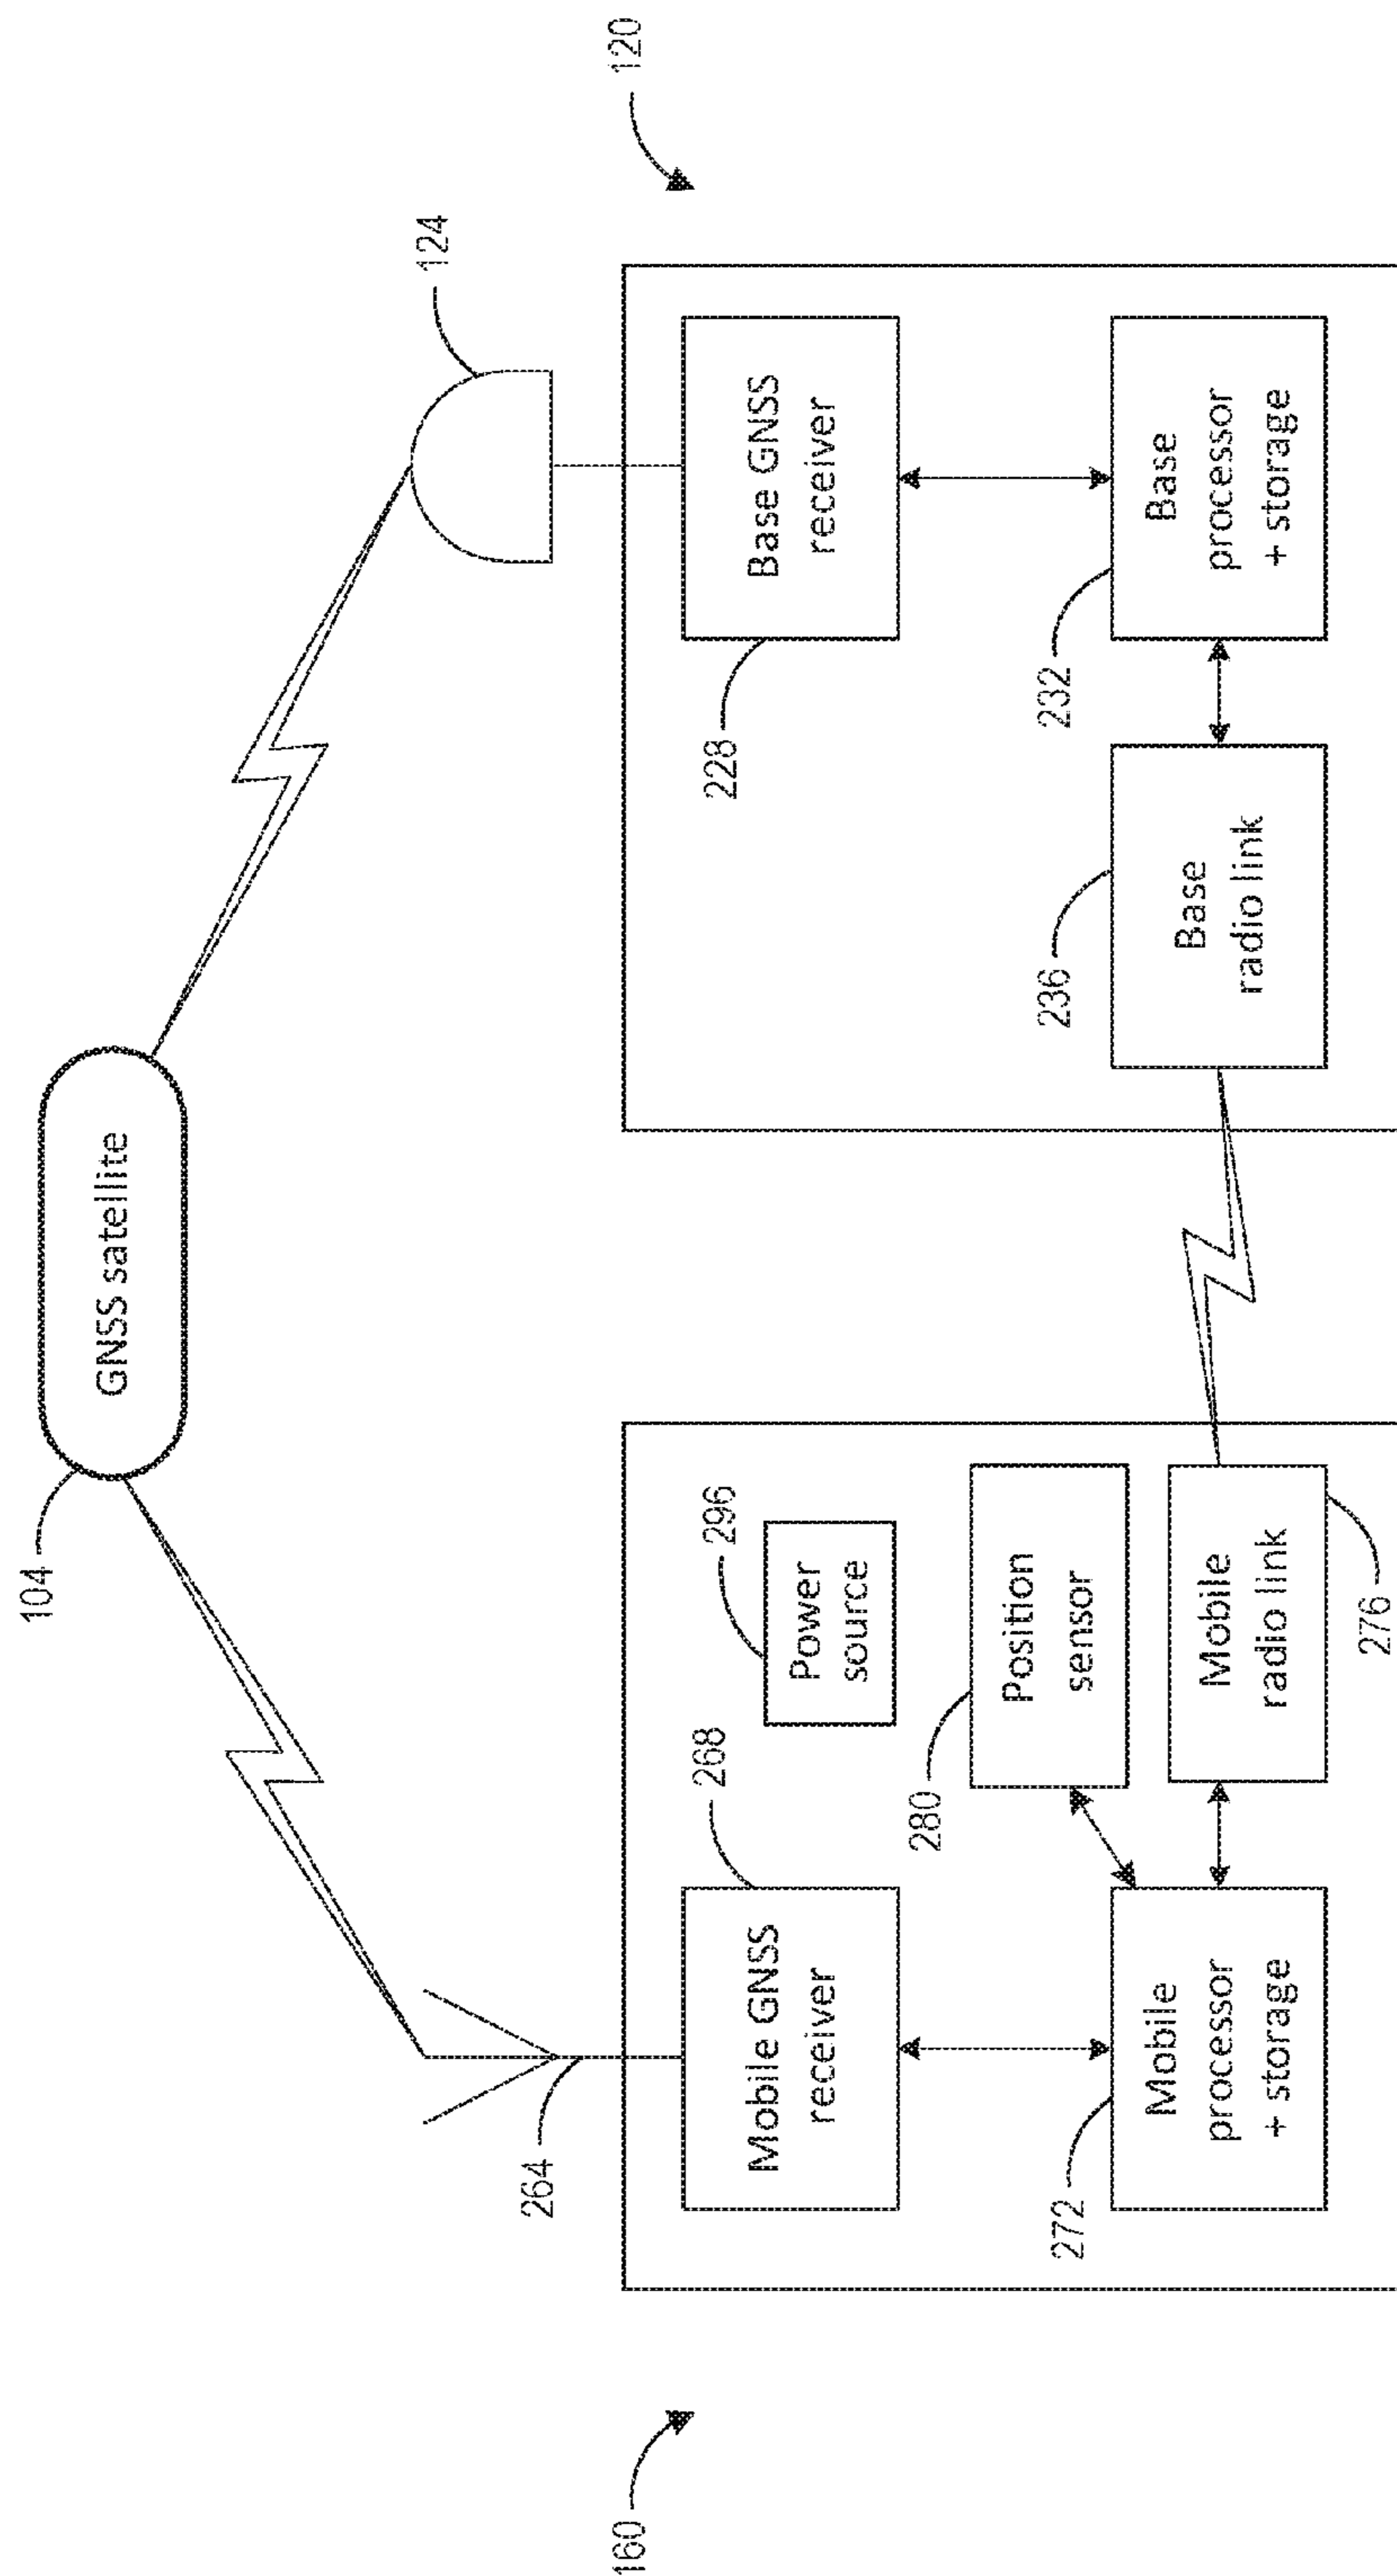 104
GNSS satellite
120
124
160
264
268
Mobile GNSS
receiver
296
Power
source
280
Position
sensor
272
Mobile
processor
+ storage
Mobile
radio link
276
228
Base GNSS
receiver
236
Base
radio link
232
Base
processor
+ storage